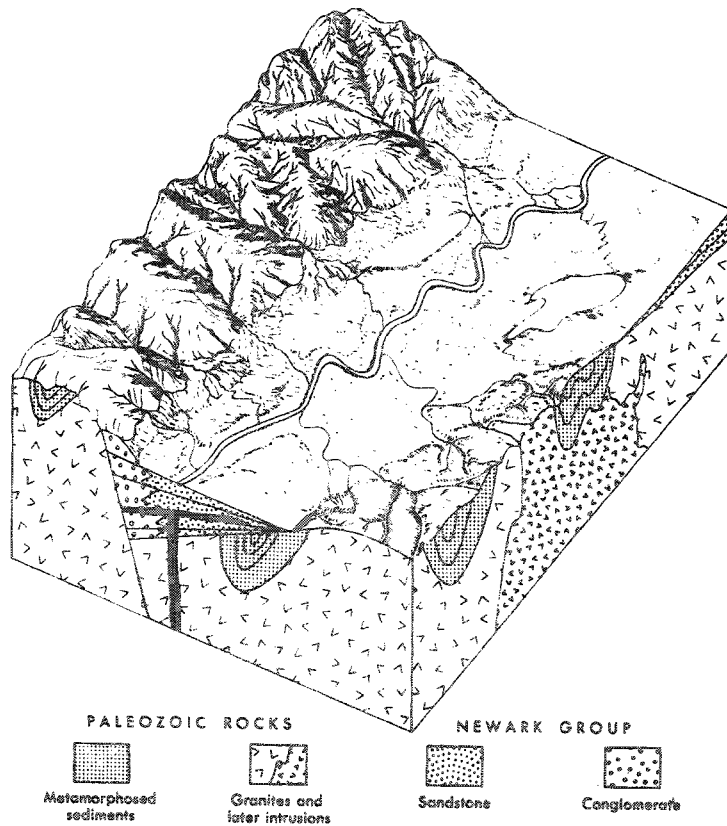 PALEOZOIC ROCKS
NEWARK GROUP
Metamorphosed
sediments
Granites and
later intrusions
Sandstone
Conglomerate